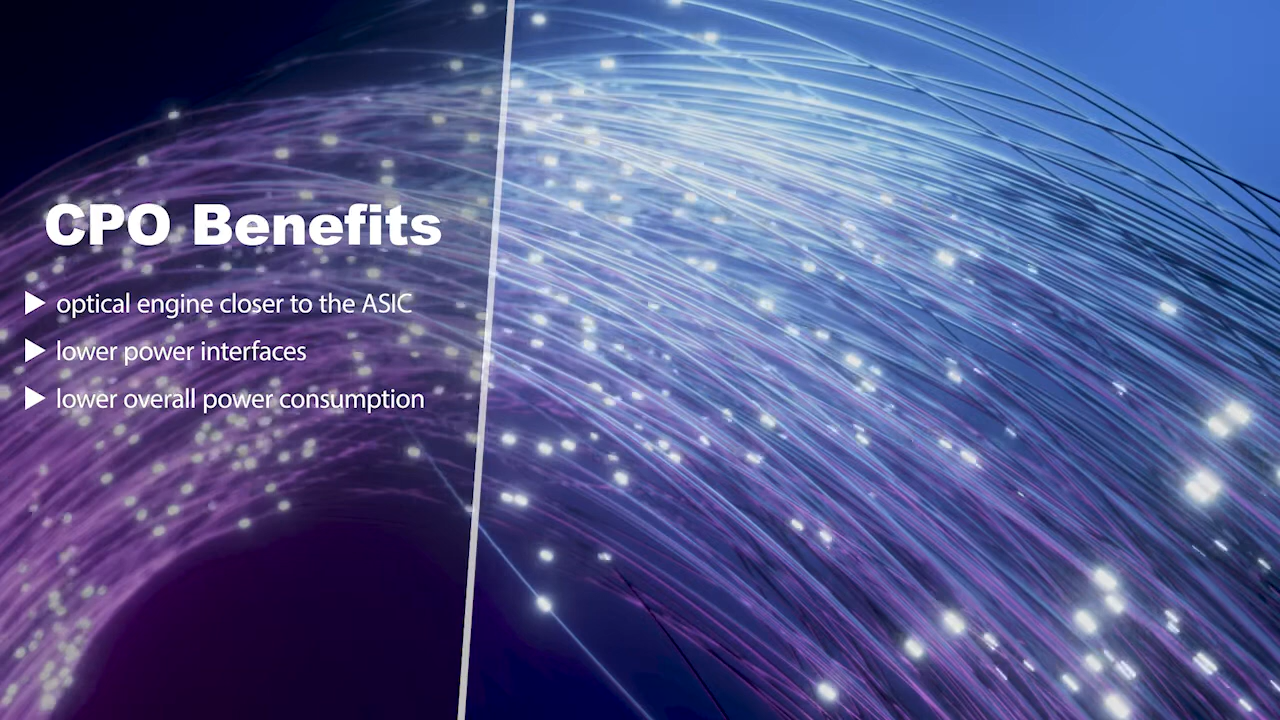 CPO Benefits
optical engine closer to the ASIC
lower power interfaces
lower overall power consumption